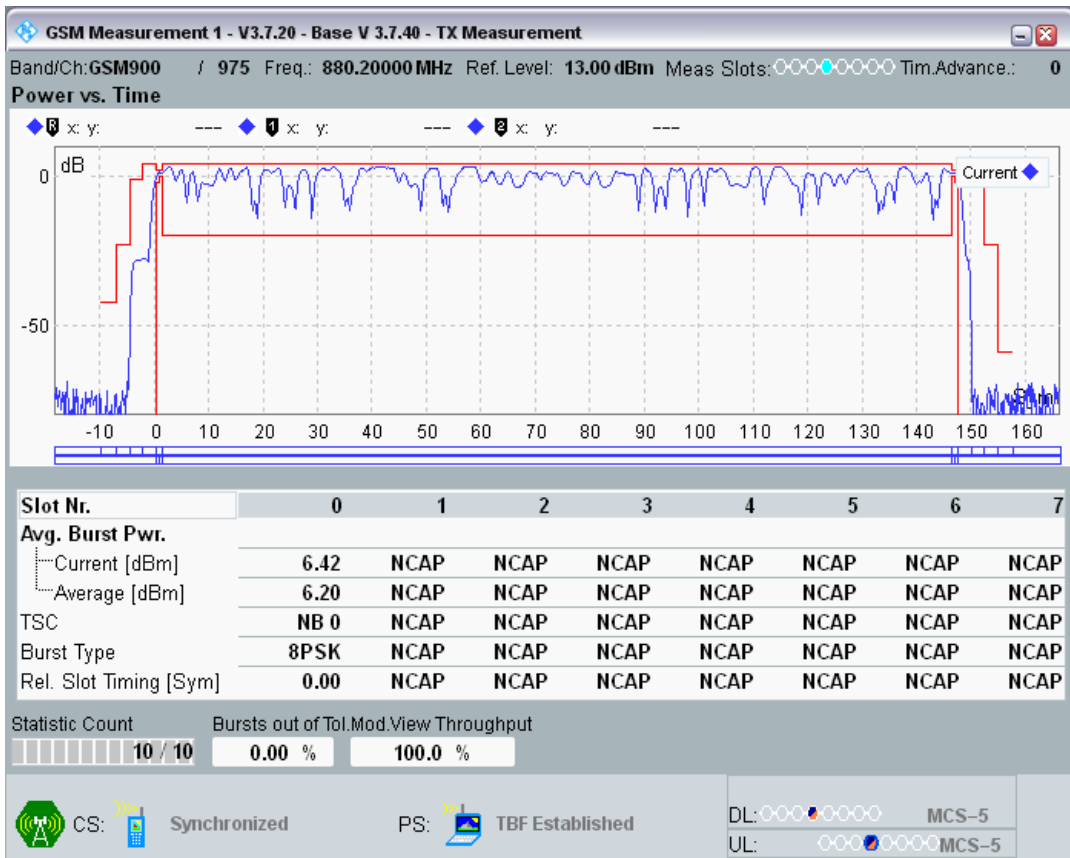 GSM Measurement 1 - V3.7.20 - Base V 3.7.40 - TX Measurement
Band/Ch:GSM900 / 975 Freq.: 880.20000 MHz Ref. Level: 13.00 dBm Meas Slots: Tim.Advance.: 0
Power vs. Time
R x: y: --- 1 x: y: --- 2 x: y: ---
dB
Current
0
-50
-10 0 10 20 30 40 50 60 70 80 90 100 110 120 130 140 150 160
Slot Nr. 0 1 2 3 4 5 6 7
Avg. Burst Pwr.
Current [dBm] 6.42 NCAP NCAP NCAP NCAP NCAP NCAP NCAP
Average [dBm] 6.20 NCAP NCAP NCAP NCAP NCAP NCAP NCAP
TSC NB 0 NCAP NCAP NCAP NCAP NCAP NCAP NCAP
Burst Type 8PSK NCAP NCAP NCAP NCAP NCAP NCAP NCAP
Rel. Slot Timing [Sym] 0.00 NCAP NCAP NCAP NCAP NCAP NCAP NCAP
Statistic Count Bursts out of Tol.Mod.View Throughput
10 / 10 0.00 % 100.0 %
CS: Synchronized PS: TBF Established
DL: MCS-5
UL: MCS-5